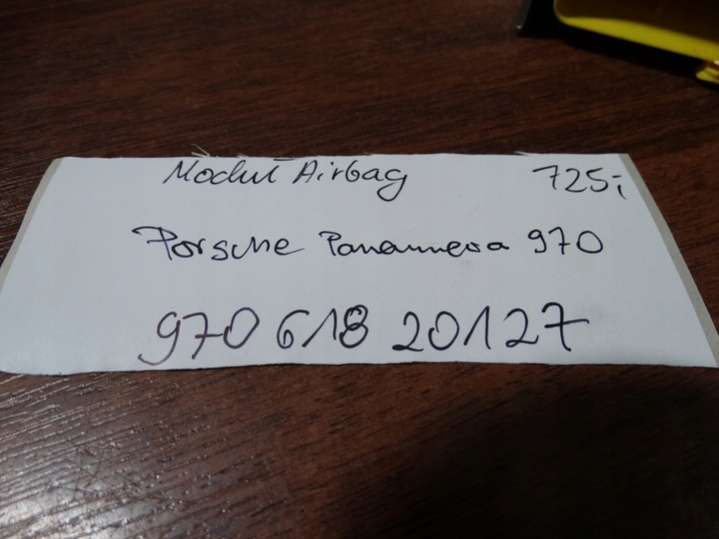 Moduł Airbag 725,-
Porsche Panamera 970
970 618 20127